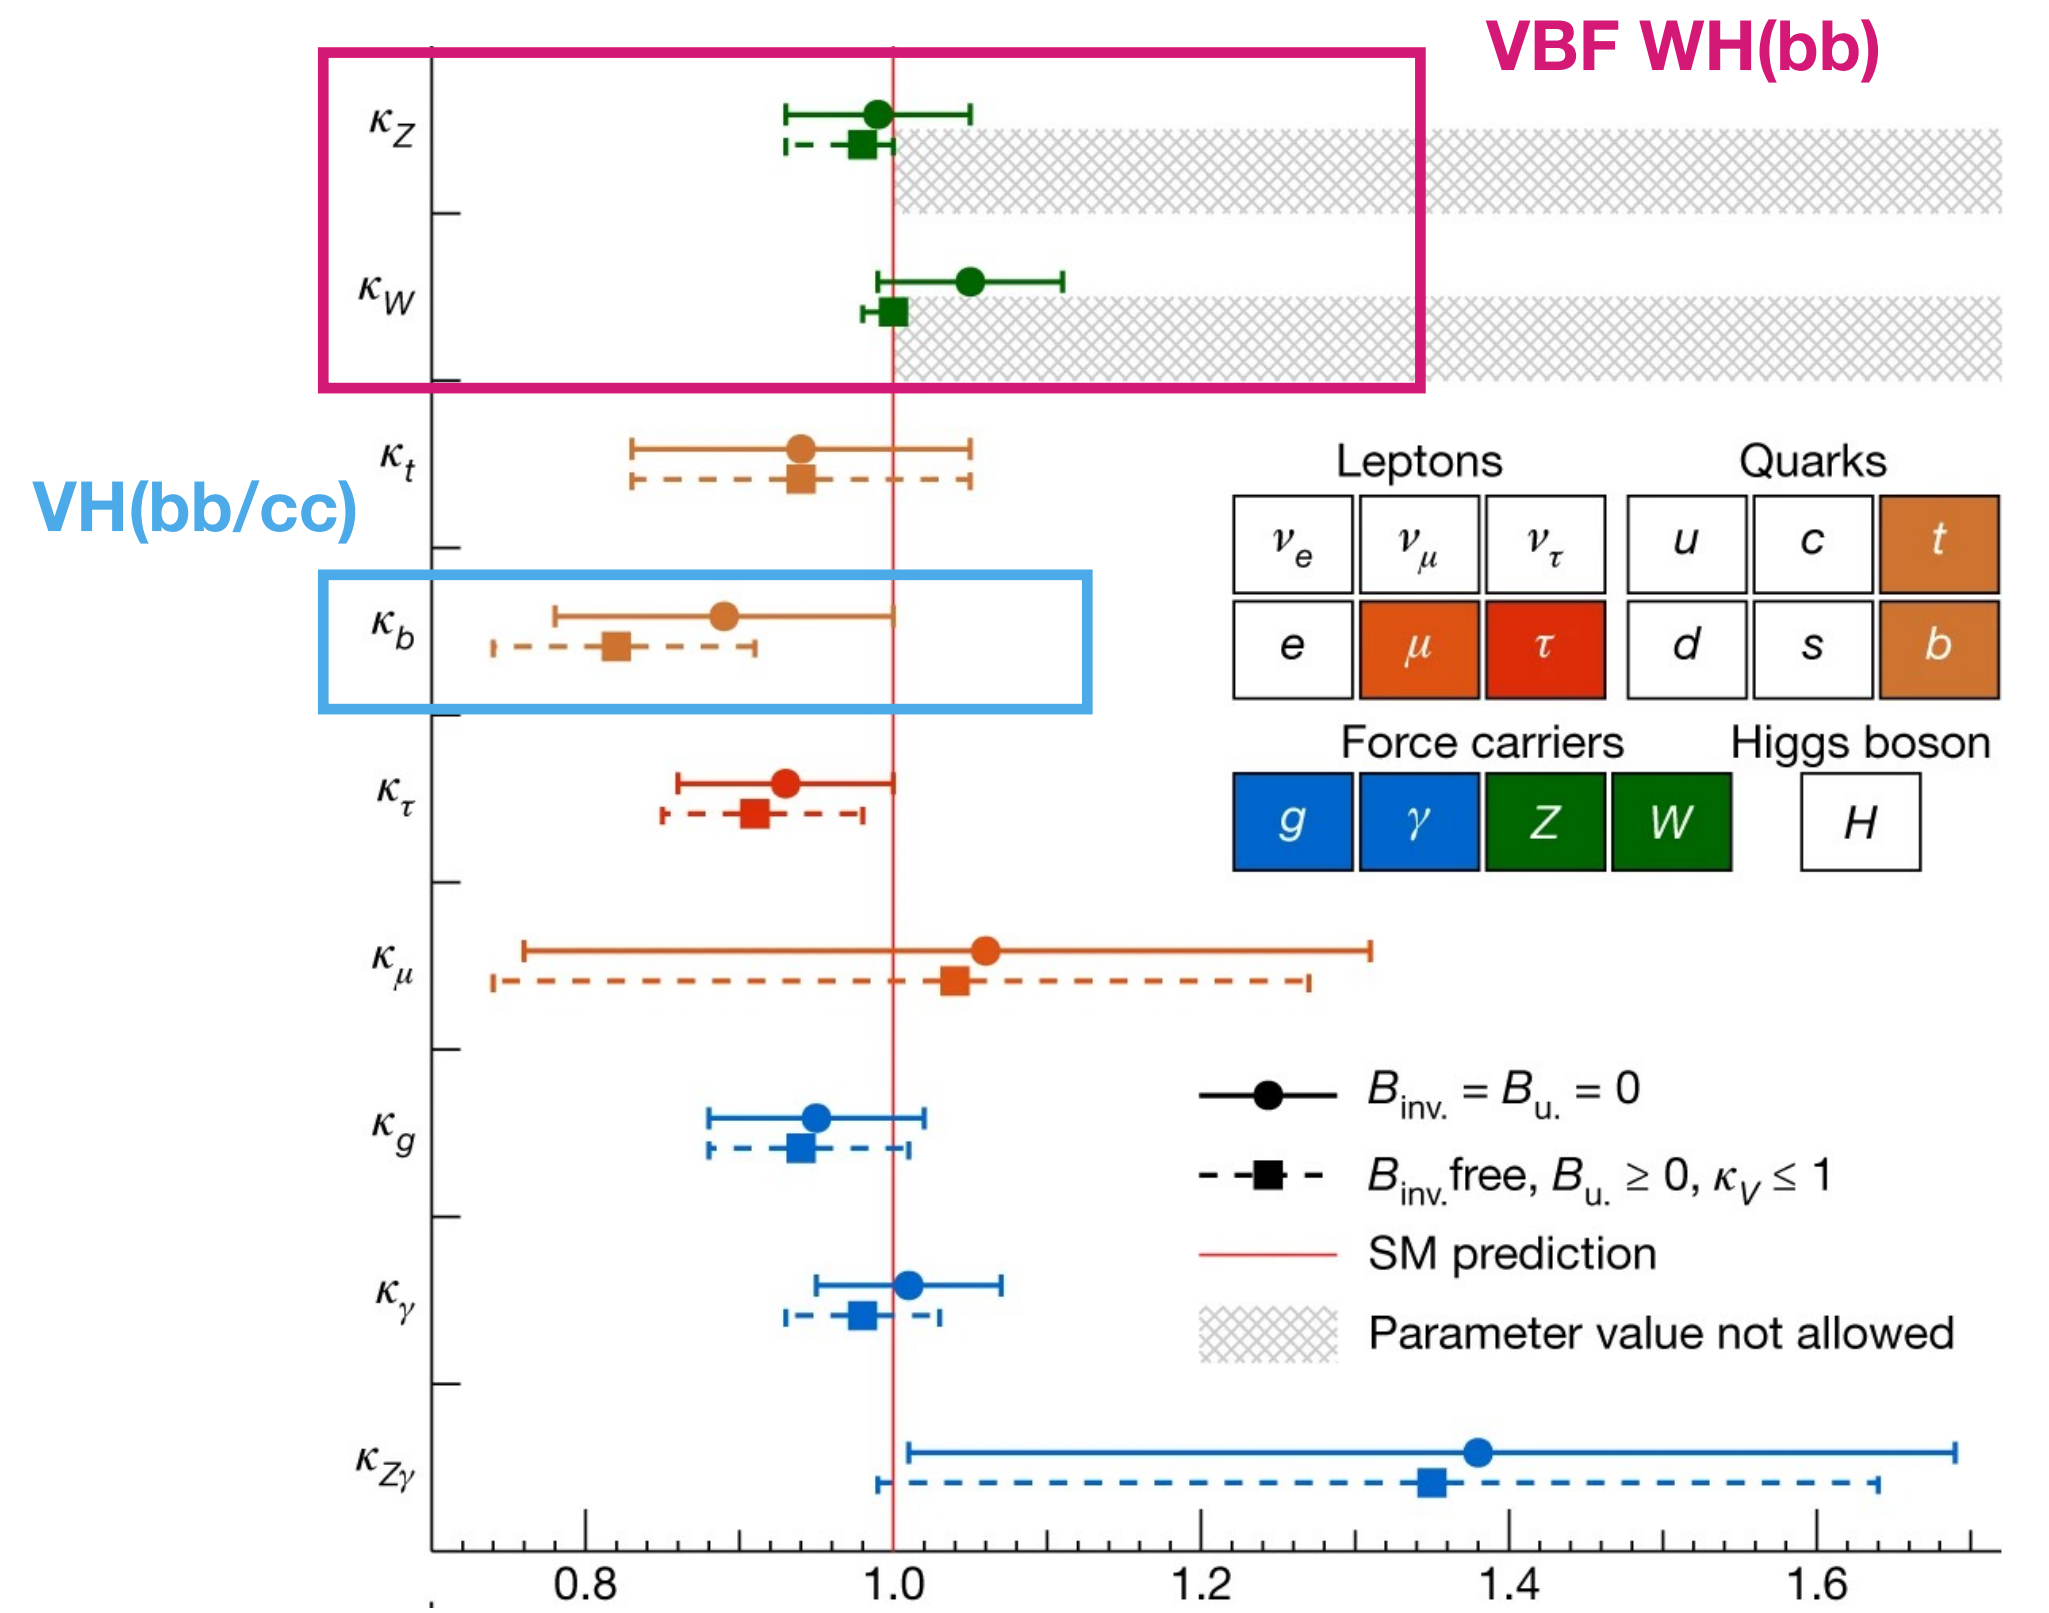 VBF WH(bb)
κZ
κW
κt
VH(bb/cc)
κb
κτ
κμ
κg
κγ
κZγ
Leptons Quarks
νe νμ ντ u c t
e μ τ d s b
Force carriers Higgs boson
g γ Z W H
Binv. = Bu. = 0
Binv. free, Bu. ≥ 0, κV ≤ 1
SM prediction
Parameter value not allowed
0.8 1.0 1.2 1.4 1.6